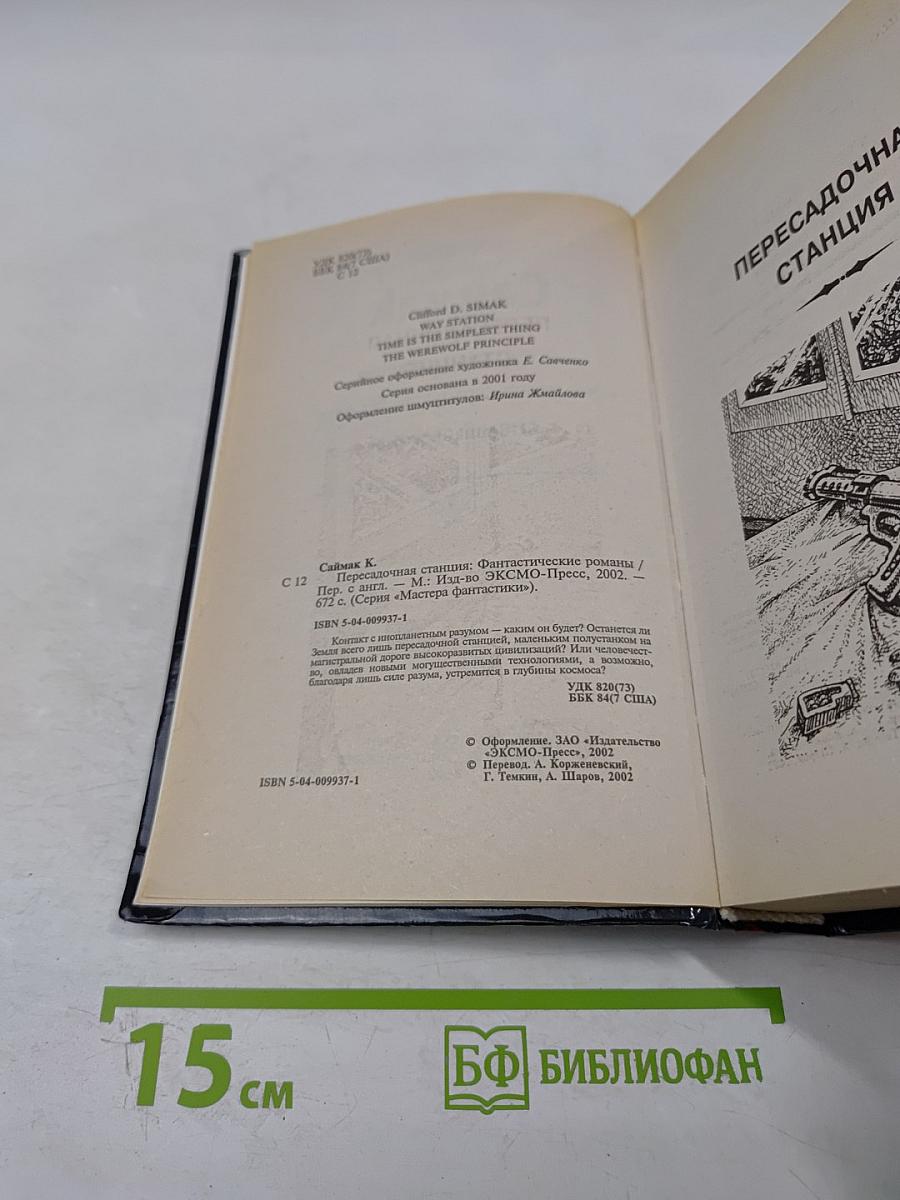 УДК 820(73)
ББК 84(7 США)
С 12
Clifford D. SIMAK
WAY STATION
TIME IS THE SIMPLEST THING
THE WEREWOLF PRINCIPLE
Серийное оформление художника Е. Савченко
Серия основана в 2001 году
Оформление шмуцтитулов: Ирина Жмайлова
Саймак К.
С 12 Пересадочная станция: Фантастические романы /
Пер. с англ. — М.: Изд-во ЭКСМО-Пресс, 2002. —
672 с. (Серия «Мастера фантастики»).
ISBN 5-04-009937-1
Контакт с инопланетным разумом — каким он будет? Останется ли
Земля всего лишь пересадочной станцией, маленьким полустанком на
магистральной дороге высокоразвитых цивилизаций? Или человечест-
во, овладев новыми могущественными технологиями, а возможно,
благодаря лишь силе разума, устремится в глубины космоса?
УДК 820(73)
ББК 84(7 США)
© Оформление. ЗАО «Издательство
«ЭКСМО-Пресс», 2002
© Перевод. А. Корженевский,
Г. Темкин, А. Шаров, 2002
ISBN 5-04-009937-1
ПЕРЕСАДОЧНА
СТАНЦИЯ
15 см
БФ БИБЛИОФАН